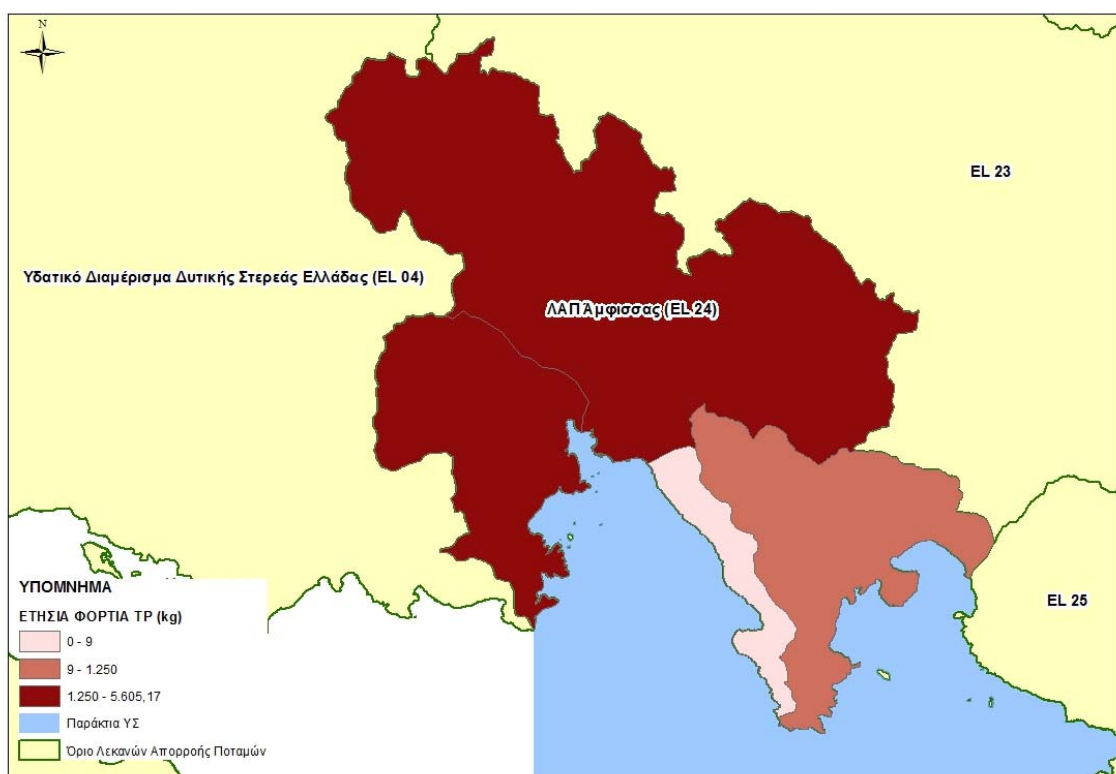 N
EL 23
Υδατικό Διαμέρισμα Δυτικής Στερεάς Ελλάδας (EL 04)
ΛΑΠ Άμφισσας (EL 24)
EL 25
ΥΠΟΜΝΗΜΑ
ΕΤΗΣΙΑ ΦΟΡΤΙΑ TP (kg)
0 - 9
9 - 1.250
1.250 - 5.605,17
Παράκτια ΥΣ
Όριο Λεκανών Απορροής Ποταμών